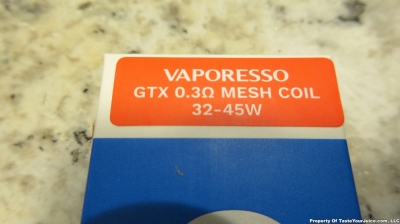 VAPORESSO
GTX 0.3Ω MESH COIL
32-45W
Property Of TasteYourJuice.com, LLC